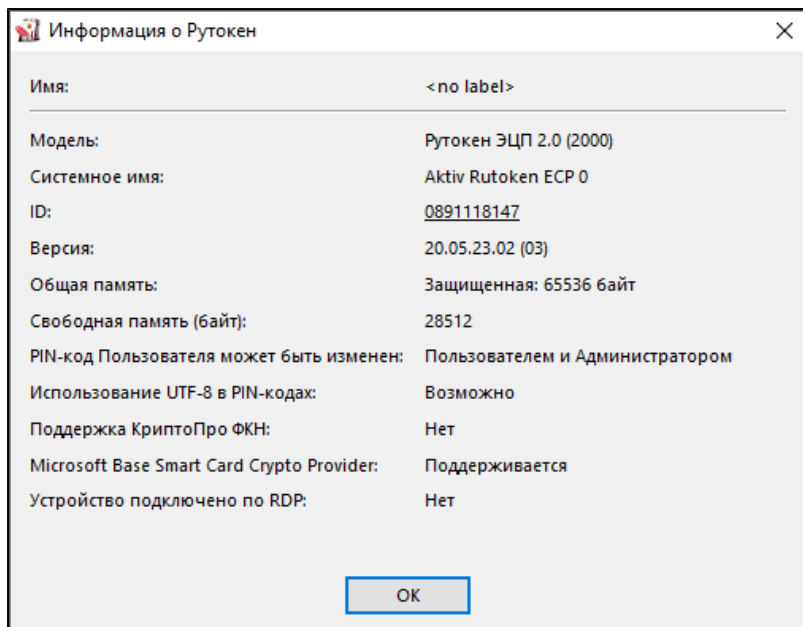 Информация о Рутокен
Имя: <no label>
Модель: Рутокен ЭЦП 2.0 (2000)
Системное имя: Aktiv Rutoken ECP 0
ID: 0891118147
Версия: 20.05.23.02 (03)
Общая память: Защищенная: 65536 байт
Свободная память (байт): 28512
PIN-код Пользователя может быть изменен: Пользователем и Администратором
Использование UTF-8 в PIN-кодах: Возможно
Поддержка КриптоПро ФКН: Нет
Microsoft Base Smart Card Crypto Provider: Поддерживается
Устройство подключено по RDP: Нет
OK